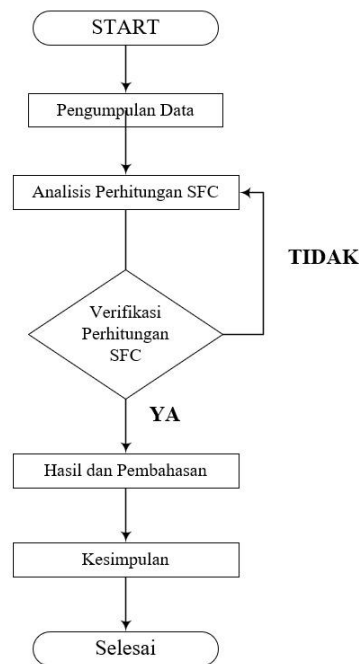 START
Pengumpulan Data
Analisis Perhitungan SFC
TIDAK
Verifikasi
Perhitungan
SFC
YA
Hasil dan Pembahasan
Kesimpulan
Selesai